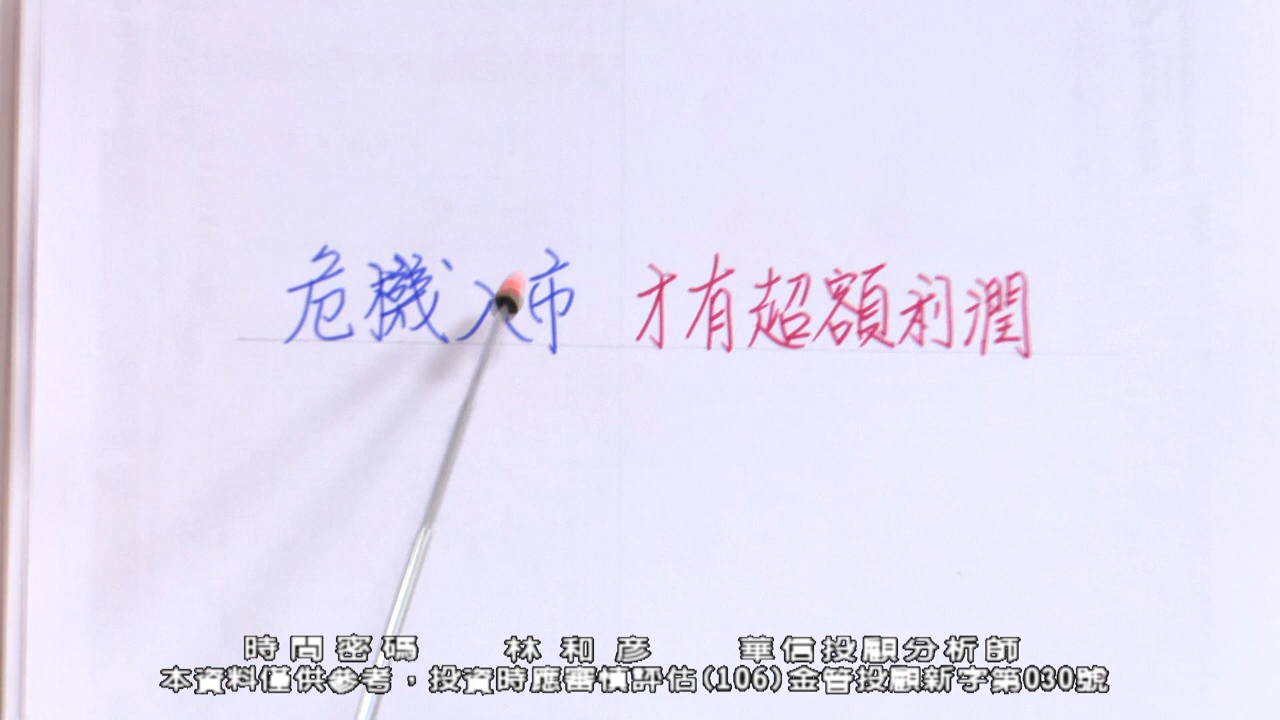 危機入市 才有超額利潤
時間密碼 林和彦 華信投顧分析師
本資料僅供參考，投資時應審慎評估(106)金管投顧新字第030號